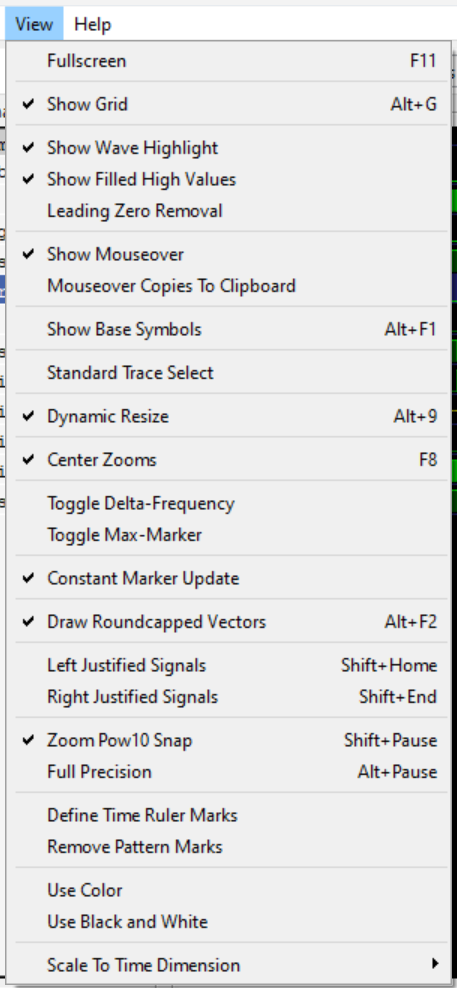 View Help
Fullscreen F11
Show Grid Alt+G
Show Wave Highlight
Show Filled High Values
Leading Zero Removal
Show Mouseover
Mouseover Copies To Clipboard
Show Base Symbols Alt+F1
Standard Trace Select
Dynamic Resize Alt+9
Center Zooms F8
Toggle Delta-Frequency
Toggle Max-Marker
Constant Marker Update
Draw Roundcapped Vectors Alt+F2
Left Justified Signals Shift+Home
Right Justified Signals Shift+End
Zoom Pow10 Snap Shift+Pause
Full Precision Alt+Pause
Define Time Ruler Marks
Remove Pattern Marks
Use Color
Use Black and White
Scale To Time Dimension